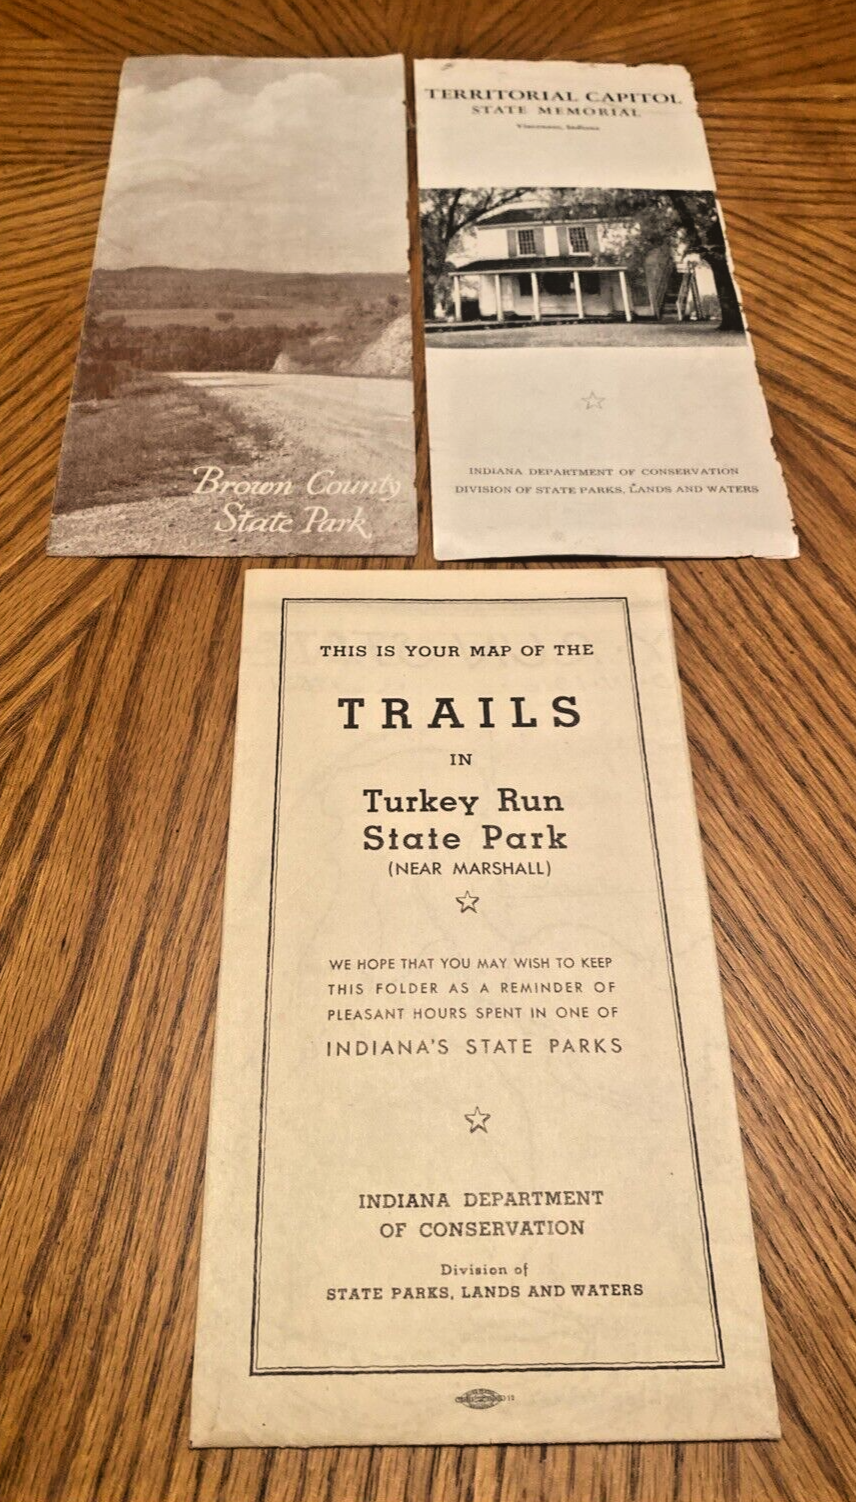 Brown County
State Park
TERRITORIAL CAPITOL
STATE MEMORIAL
Vincennes, Indiana
INDIANA DEPARTMENT OF CONSERVATION
DIVISION OF STATE PARKS, LANDS AND WATERS
THIS IS YOUR MAP OF THE
TRAILS
IN
Turkey Run
State Park
(NEAR MARSHALL)
WE HOPE THAT YOU MAY WISH TO KEEP
THIS FOLDER AS A REMINDER OF
PLEASANT HOURS SPENT IN ONE OF
INDIANA'S STATE PARKS
INDIANA DEPARTMENT
OF CONSERVATION
Division of
STATE PARKS, LANDS AND WATERS